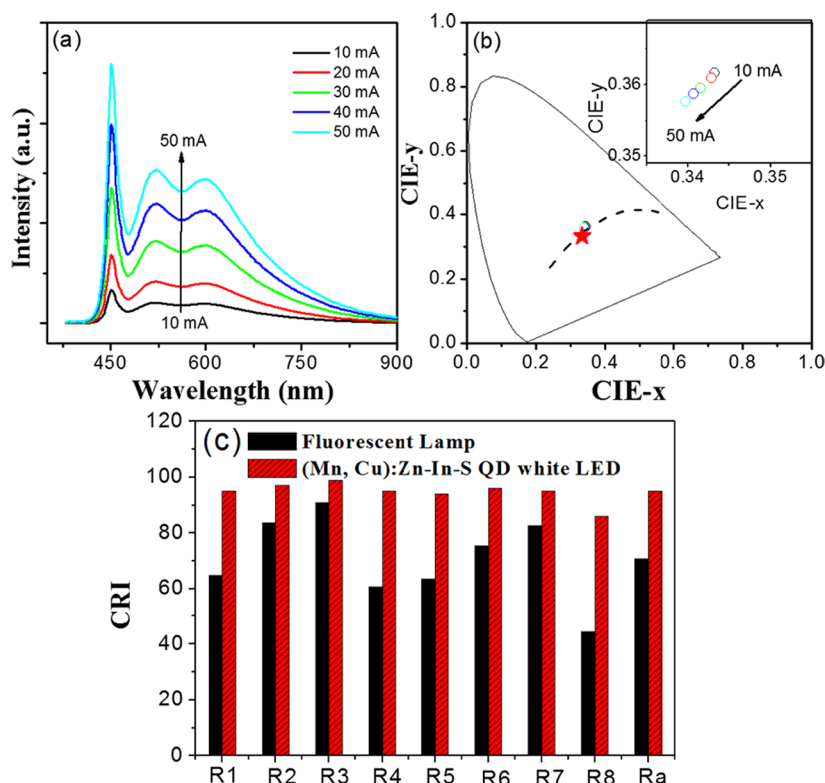 (a)
10 mA
20 mA
30 mA
40 mA
50 mA
50 mA
10 mA
Intensity (a.u.)
450
600
750
900
Wavelength (nm)
(b)
1.0
0.8
0.6
0.4
0.2
0.0
CIE-y
0.0
0.2
0.4
0.6
0.8
1.0
CIE-x
0.36
0.35
CIE-y
10 mA
50 mA
0.34
0.35
CIE-x
(c)
Fluorescent Lamp
(Mn, Cu):Zn-In-S QD white LED
120
100
80
60
40
20
0
CRI
R1
R2
R3
R4
R5
R6
R7
R8
Ra